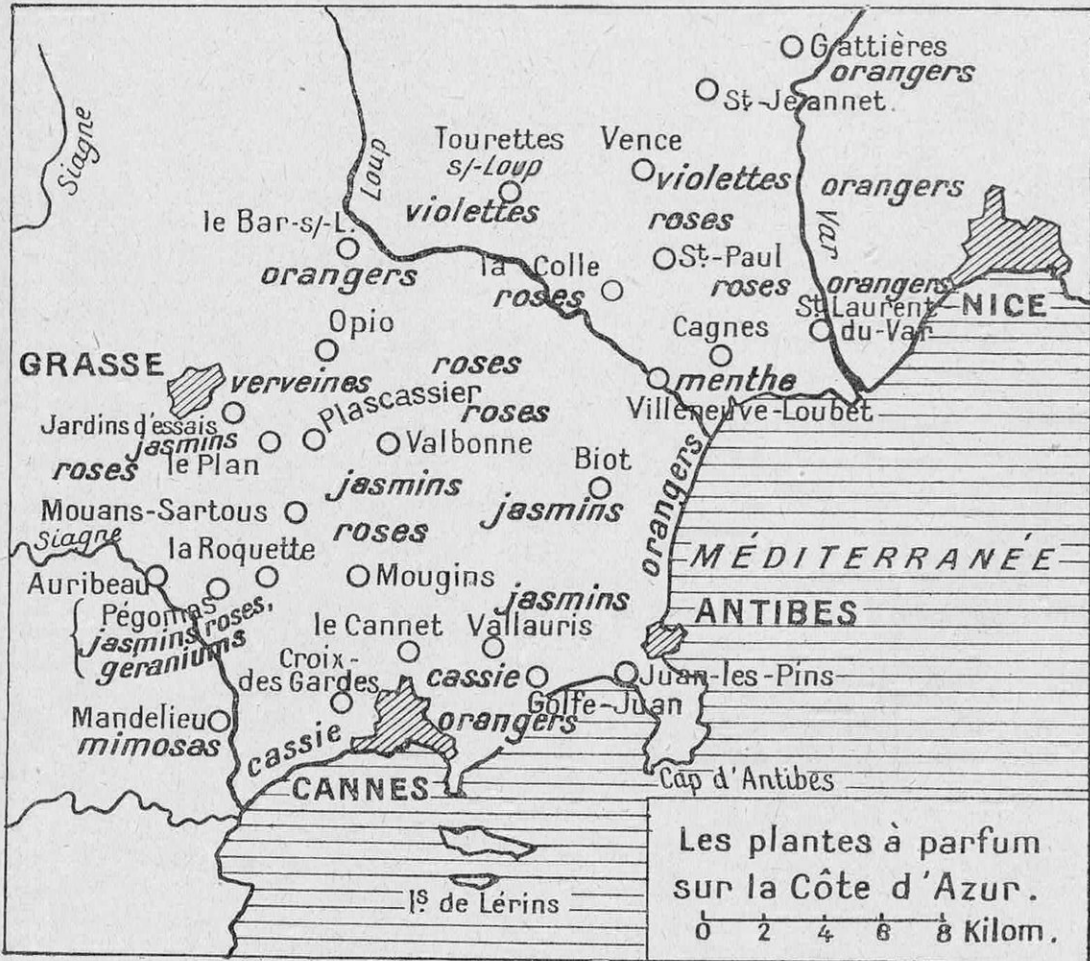 Gattières
orangers
St-Jeannet.
Siagne
Loup
Tourettes
s/-Loup
violettes
Vence
violettes
roses
orangers
Var
le Bar-s/-L.
orangers
la Colle
roses
St-Paul
roses
orangers
St Laurent-
du-Var
NICE
Opio
Cagnes
GRASSE
verveines
roses
menthe
Villeneuve-Loubet
Plascassier
roses
Jardins d'essais
jasmins
roses
le Plan
Valbonne
Biot
orangers
jasmins
jasmins
Mouans-Sartous
roses
Siagne
la Roquette
MÉDITERRANÉE
Auribeau
Mougins
Pégomas
jasmins, roses,
geraniums
jasmins
ANTIBES
le Cannet
Vallauris
Croix-
des Gardes
cassie
Juan-les-Pins
Golfe-Juan
orangers
Mandelieu
mimosas
cassie
CANNES
Cap d'Antibes
Is de Lérins
Les plantes à parfum
sur la Côte d'Azur.
0 2 4 6 8 Kilom.